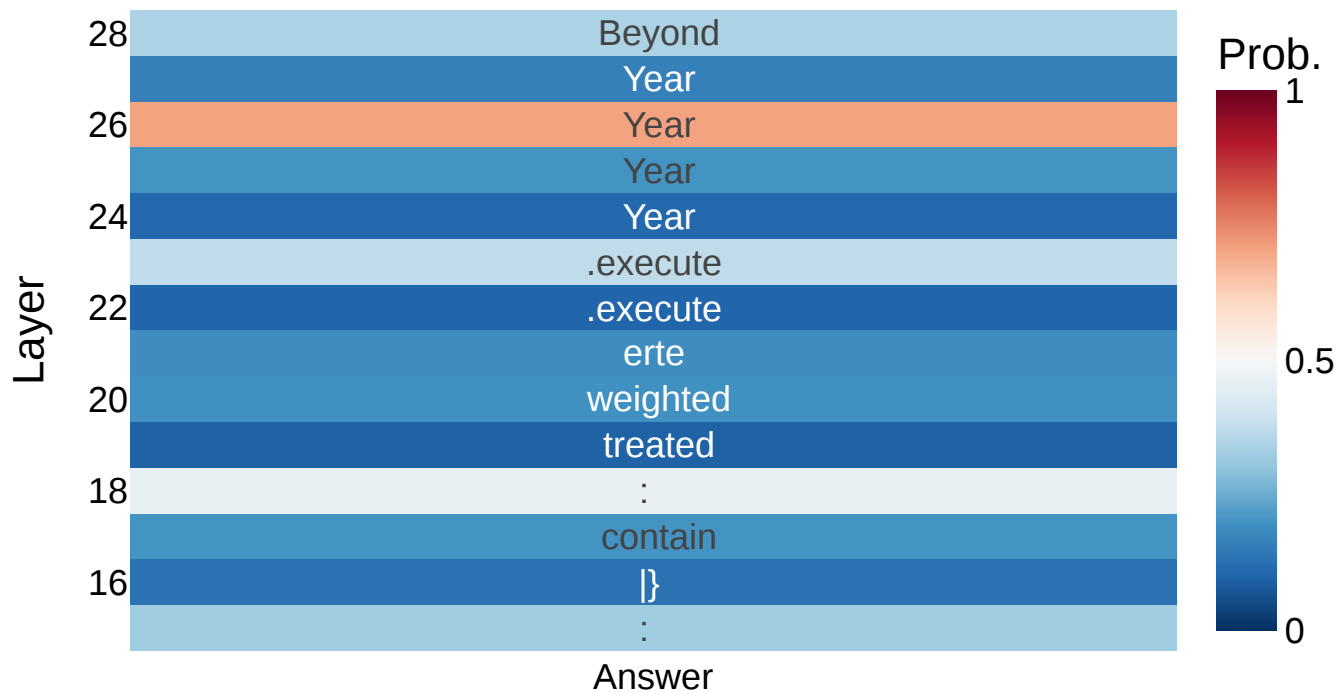 28 Beyond
Year
26 Year
Year
24 Year
.execute
22 .execute
erte
20 weighted
treated
18 :
contain
16 |}
:
Layer
Answer
Prob.
1
0.5
0